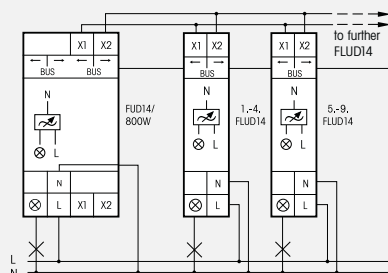 X1 X2 X1 X2 X1 X2
to further
FLUD14
← → ← → ← → ← →
BUS BUS BUS BUS
N N N
FUD14/
800W
1.-4.
FLUD14
5.-9.
FLUD14
L L L
N N N
L X1 X2 L L
L
N